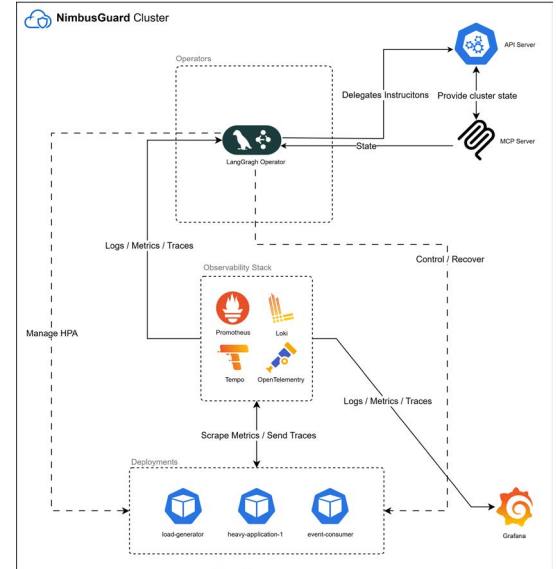 NimbusGuard Cluster
Operators
API Server
Delegates Instrucitons
Provide cluster state
MCP Server
State
LangGragh Operator
Logs / Metrics / Traces
Control / Recover
Observability Stack
Promotheus
Loki
Manage HPA
Tempo
OpenTelementry
Logs / Metrics / Traces
Scrape Metrics / Send Traces
Deployments
load-generator
heavy-application-1
event-consumer
Grafana